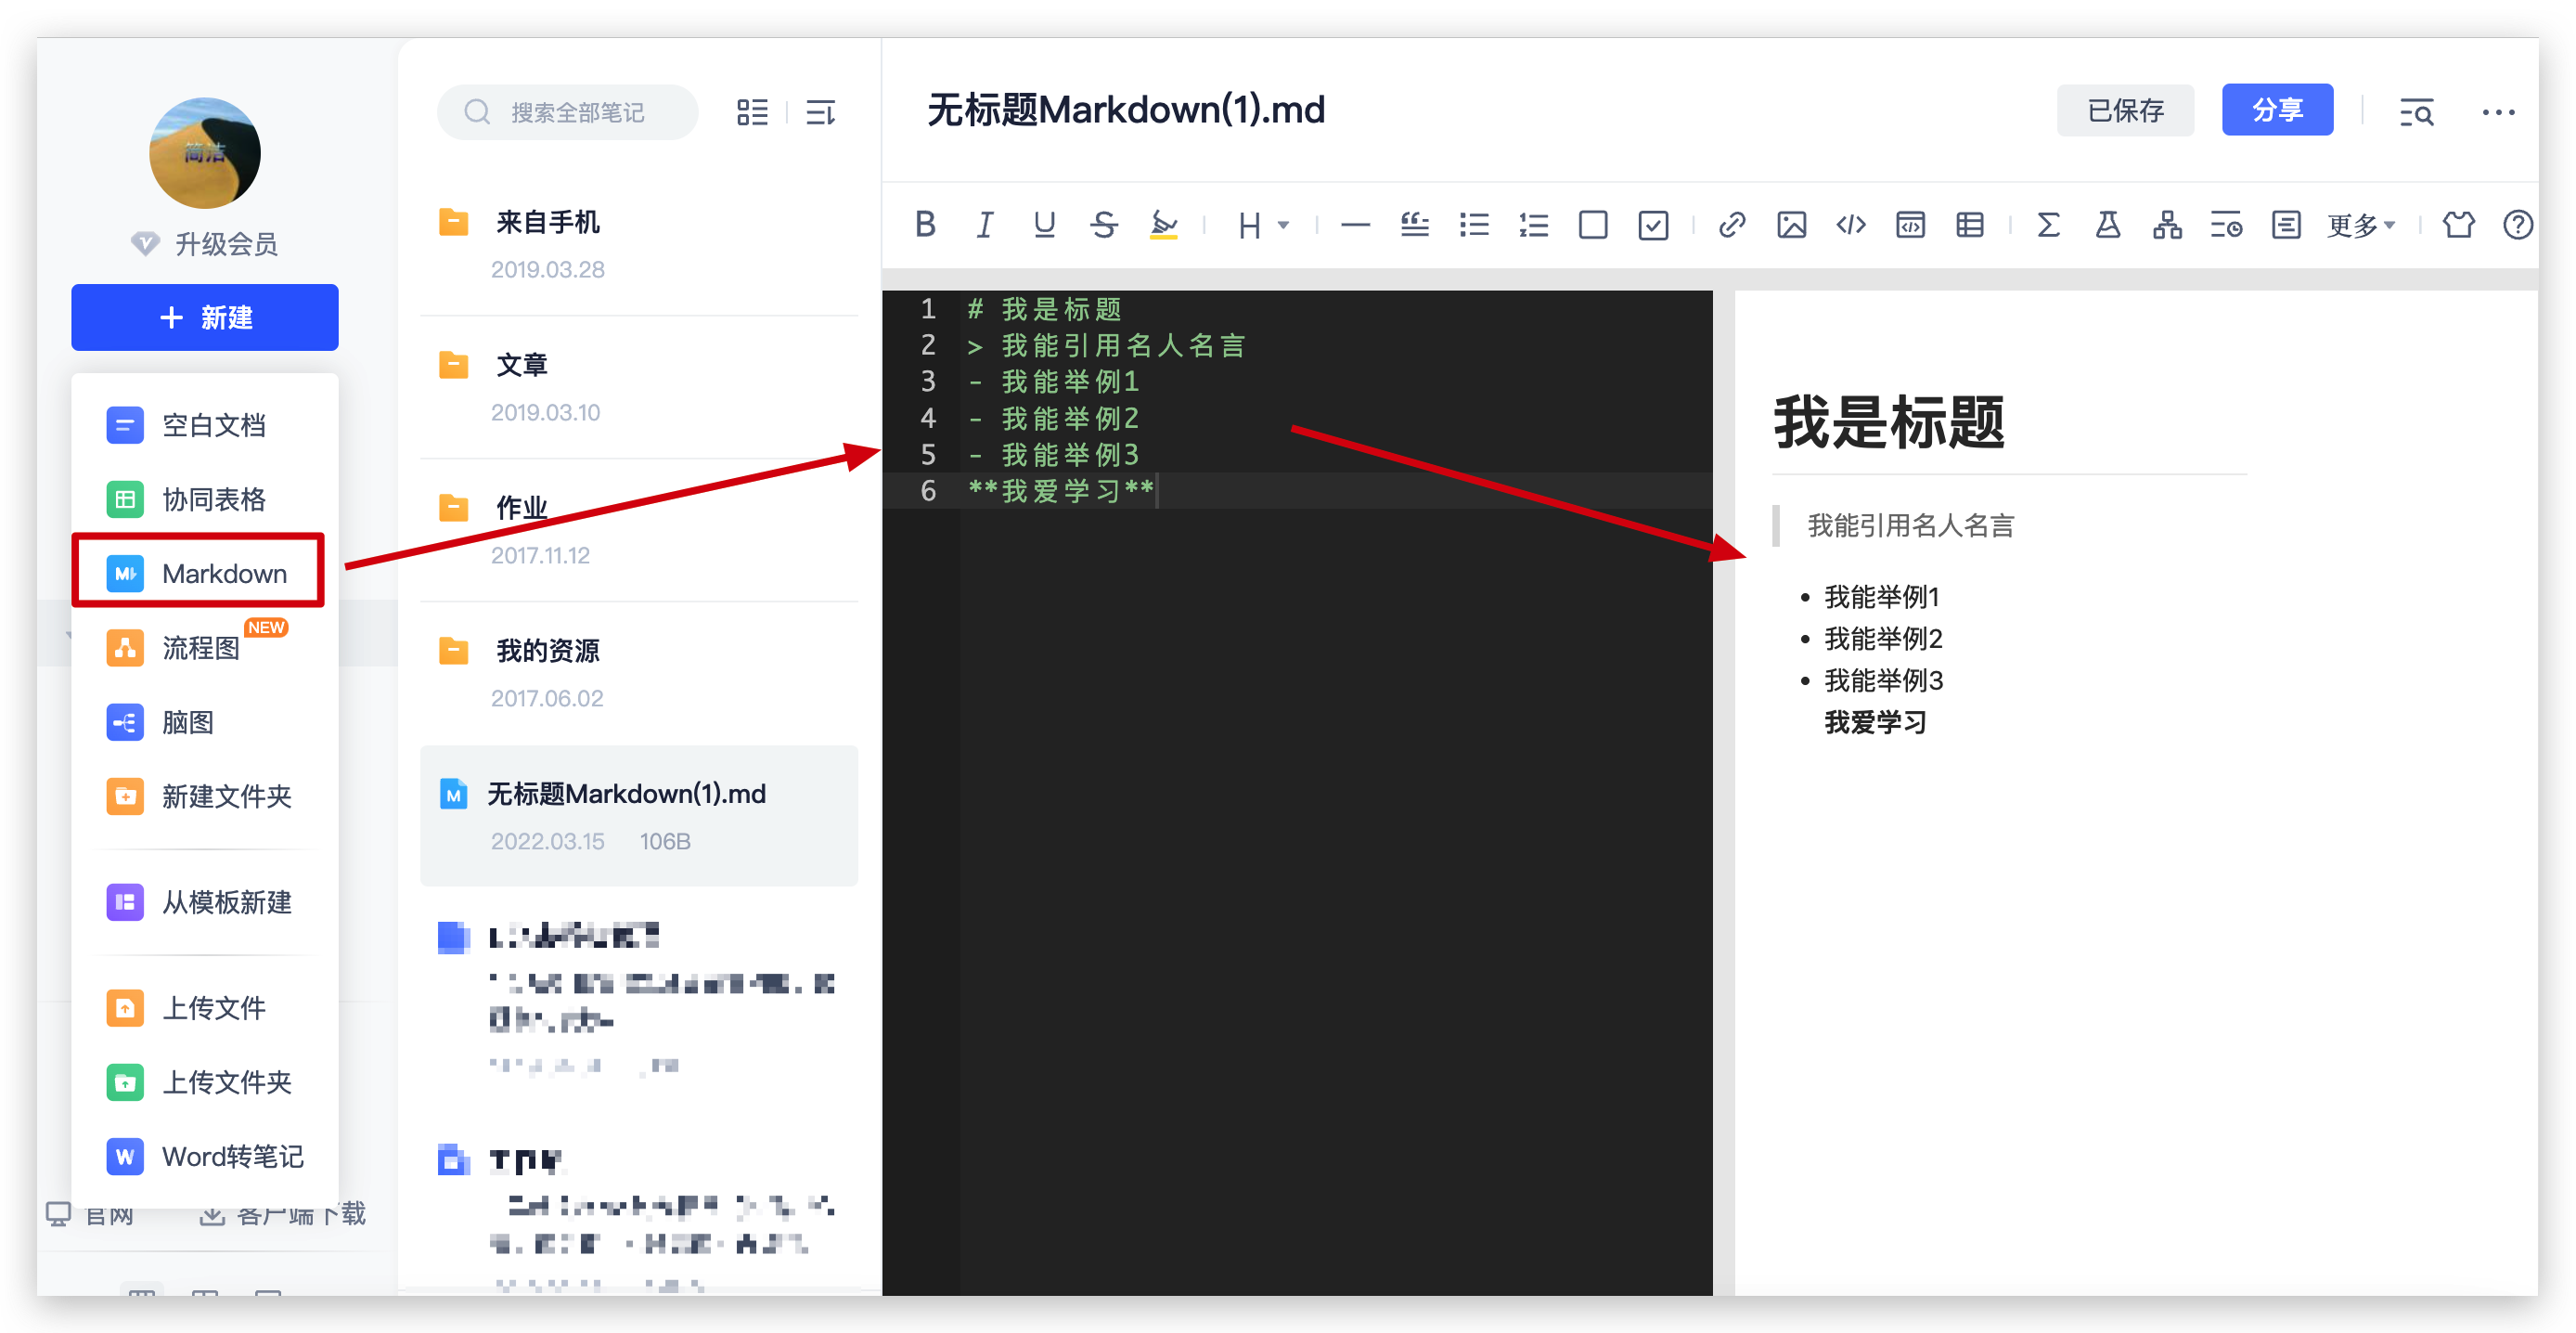 简洁
升级会员
+ 新建
空白文档
协同表格
Markdown
流程图
NEW
脑图
新建文件夹
从模板新建
上传文件
上传文件夹
W Word转笔记
官网
客户端下载
搜索全部笔记
来自手机
2019.03.28
文章
2019.03.10
作业
2017.11.12
我的资源
2017.06.02
无标题Markdown(1).md
2022.03.15 106B
无标题Markdown(1).md
已保存
分享
更多
1 # 我是标题
2 > 我能引用名人名言
3 - 我能举例1
4 - 我能举例2
5 - 我能举例3
6 **我爱学习**
我是标题
我能引用名人名言
• 我能举例1
• 我能举例2
• 我能举例3
我爱学习